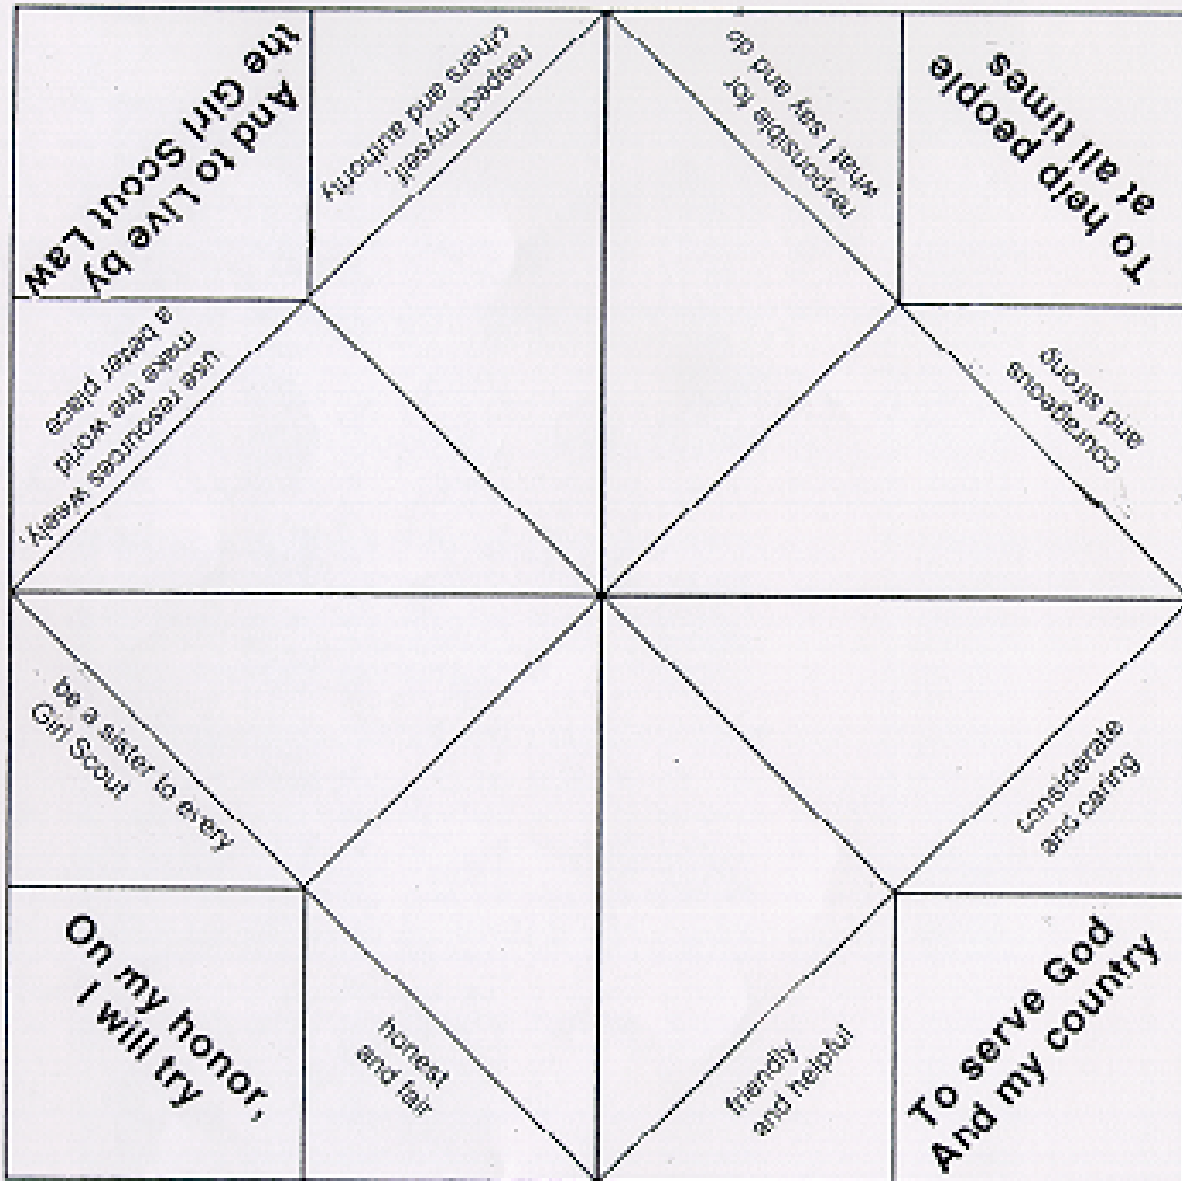 And to Live by
the Girl Scout Law
respect myself,
others and authority
responsible for
what I say and do
To help people
at all times
use resources wisely,
make the world
a better place
courageous
and strong
be a sister to every
Girl Scout
considerate
and caring
On my honor,
I will try
honest
and fair
friendly
and helpful
To serve God
And my country